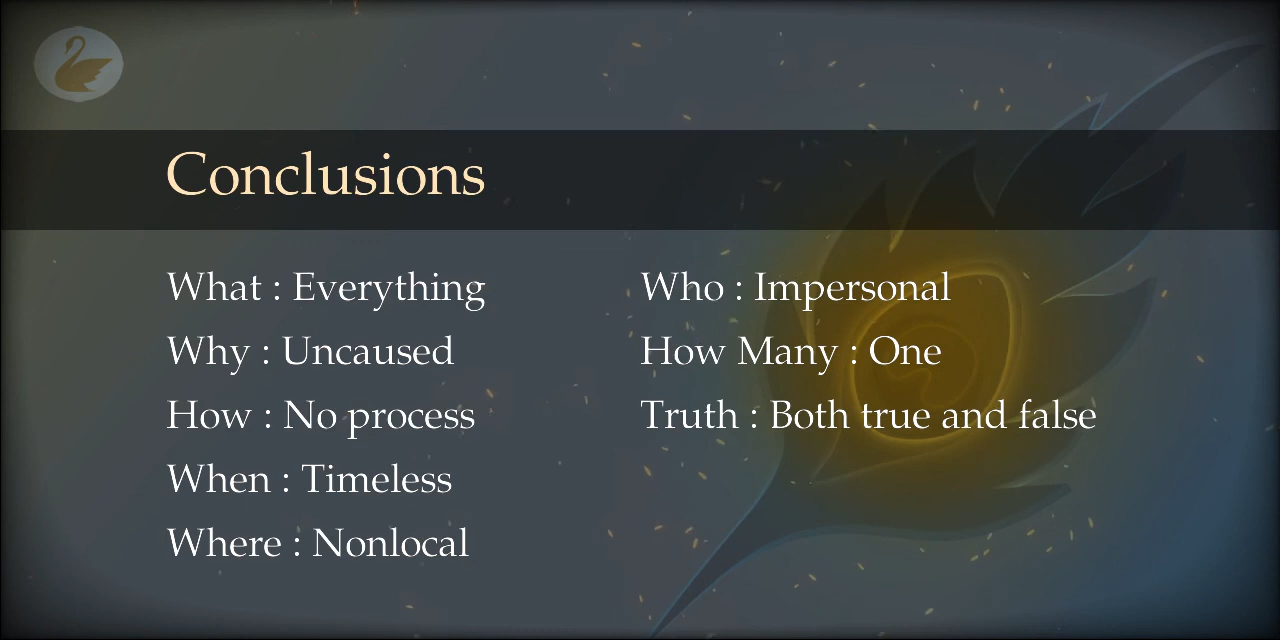 Conclusions
What : Everything
Why : Uncaused
How : No process
When : Timeless
Where : Nonlocal
Who : Impersonal
How Many : One
Truth : Both true and false